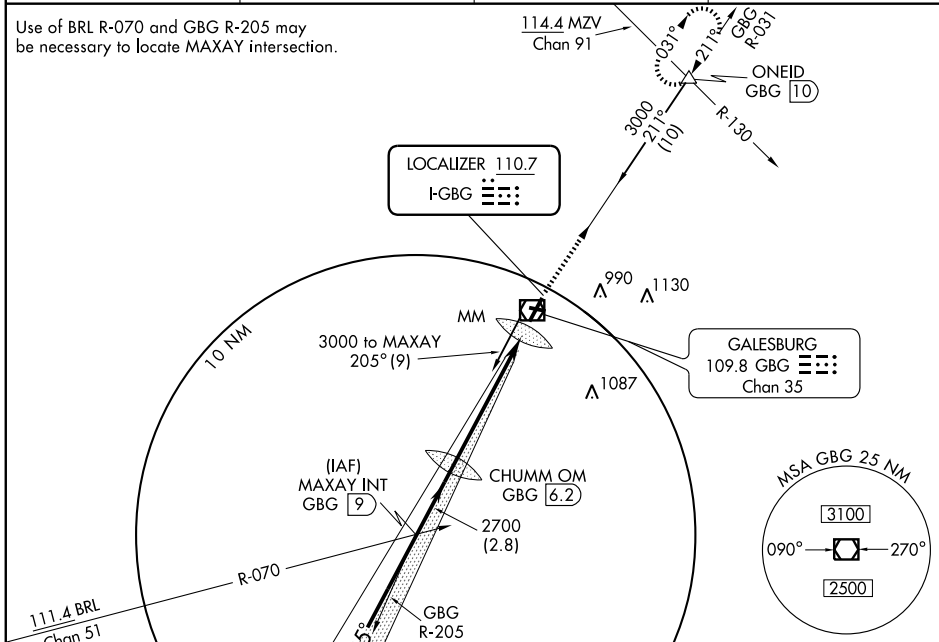 Use of BRL R-070 and GBG R-205 may
be necessary to locate MAXAY intersection.
114.4 MZV
Chan 91
031°
211°
GBG
R-031
ONEID
GBG 10
R-130
3000
211°
(10)
LOCALIZER 110.7
I-GBG
990
1130
MM
10 NM
3000 to MAXAY
205° (9)
GALESBURG
109.8 GBG
Chan 35
1087
(IAF)
MAXAY INT
GBG 9
CHUMM OM
GBG 6.2
2700
(2.8)
MSA GBG 25 NM
3100
090°
270°
2500
R-070
111.4 BRL
Chan 51
GBG
R-205
5°